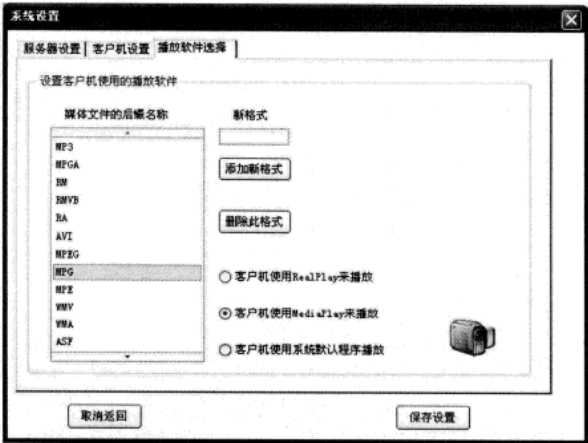 系统设置
服务器设置 客户机设置 播放软件选择
设置客户机使用的播放软件
媒体文件的后缀名称
新格式
MP3
MPGA
RM
RMVB
RA
AVI
MPEG
MPG
MPE
WMV
WMA
ASF
添加新格式
删除此格式
客户机使用RealPlay来播放
客户机使用MediaPlay来播放
客户机使用系统默认程序播放
取消返回
保存设置